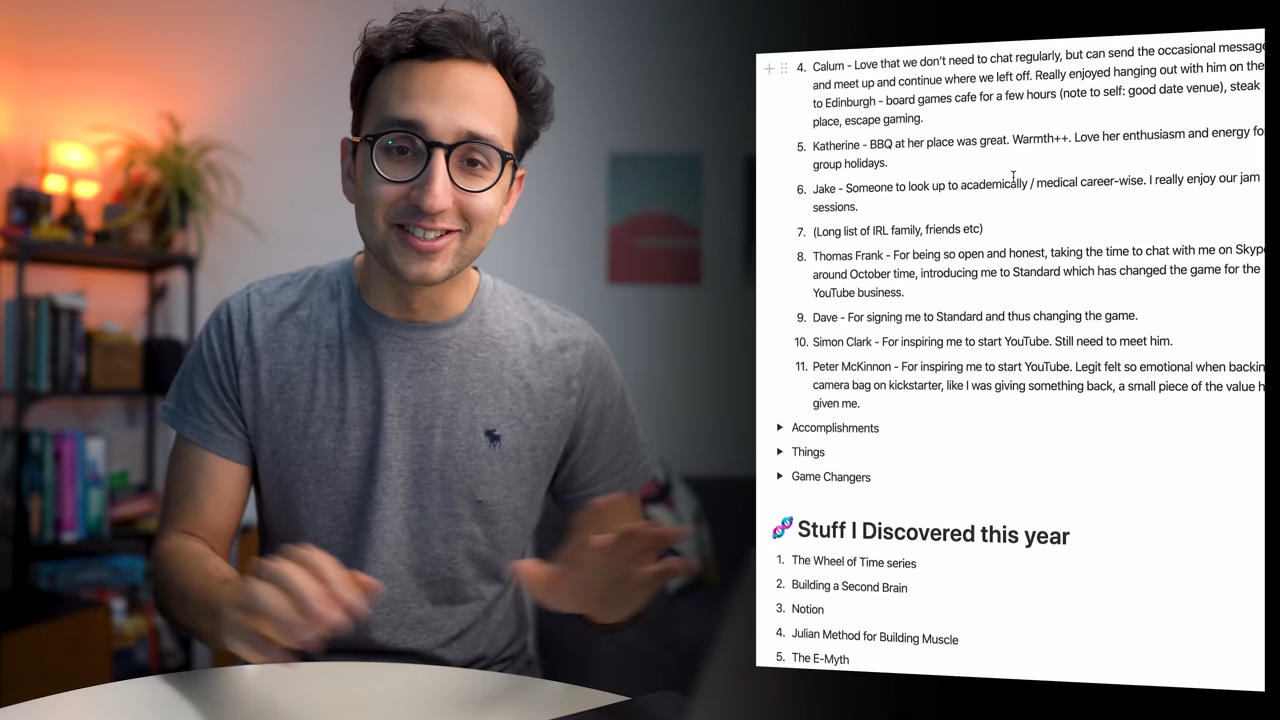 4. Calum - Love that we don't need to chat regularly, but can send the occasional message
and meet up and continue where we left off. Really enjoyed hanging out with him on the
to Edinburgh - board games cafe for a few hours (note to self: good date venue), steak
place, escape gaming.
5. Katherine - BBQ at her place was great. Warmth++. Love her enthusiasm and energy fo
group holidays.
6. Jake - Someone to look up to academically / medical career-wise. I really enjoy our jam
sessions.
7. (Long list of IRL family, friends etc)
8. Thomas Frank - For being so open and honest, taking the time to chat with me on Skype
around October time, introducing me to Standard which has changed the game for the
YouTube business.
9. Dave - For signing me to Standard and thus changing the game.
10. Simon Clark - For inspiring me to start YouTube. Still need to meet him.
11. Peter McKinnon - For inspiring me to start YouTube. Legit felt so emotional when backin
camera bag on kickstarter, like I was giving something back, a small piece of the value h
given me.
Accomplishments
Things
Game Changers
🧬 Stuff I Discovered this year
1. The Wheel of Time series
2. Building a Second Brain
3. Notion
4. Julian Method for Building Muscle
5. The E-Myth